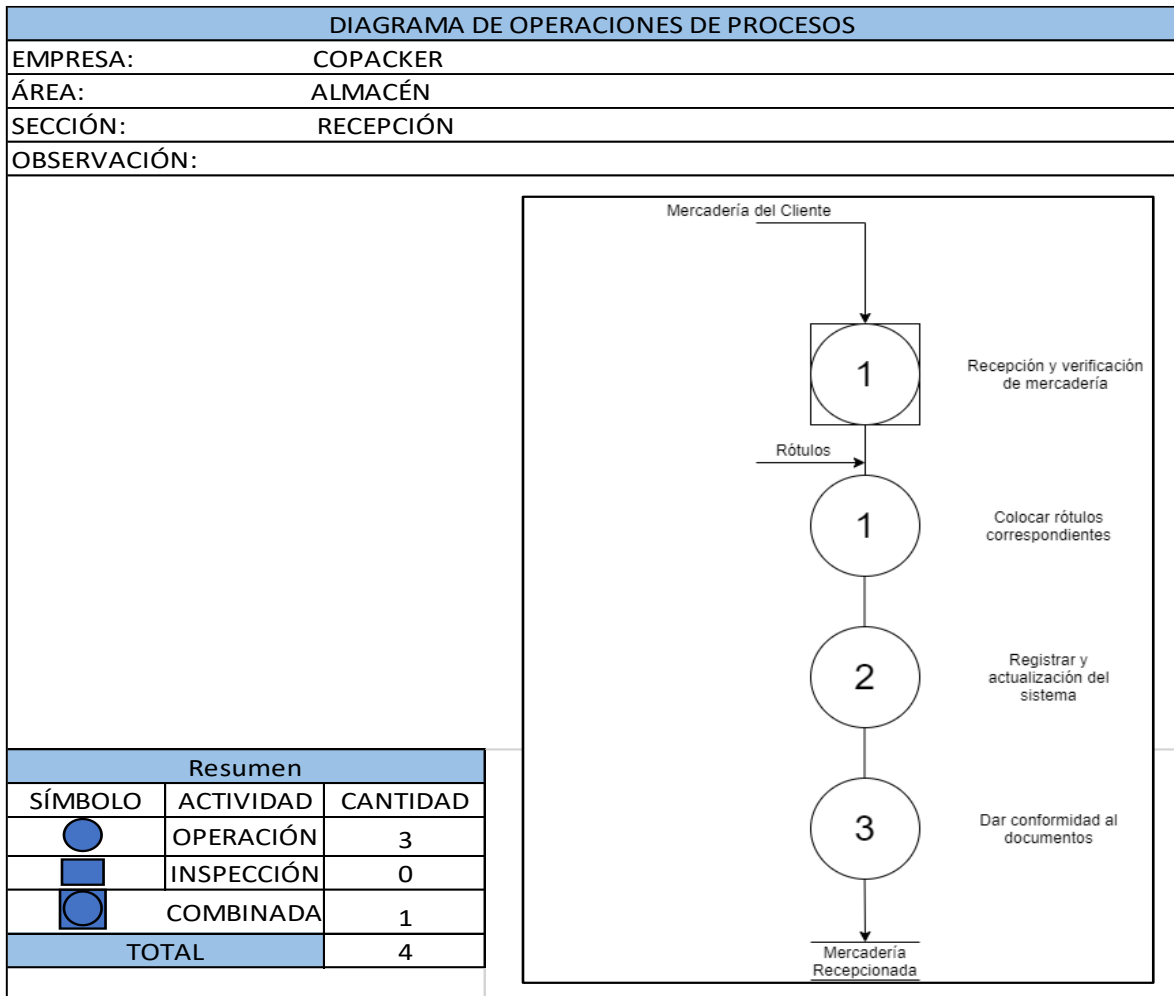 DIAGRAMA DE OPERACIONES DE PROCESOS
EMPRESA: COPACKER
ÁREA: ALMACÉN
SECCIÓN: RECEPCIÓN
OBSERVACIÓN:
Mercadería del Cliente
1
Recepción y verificación
de mercadería
Rótulos
1
Colocar rótulos
correspondientes
2
Registrar y
actualización del
sistema
3
Dar conformidad al
documentos
Mercadería
Recepcionada
Resumen
SÍMBOLO ACTIVIDAD CANTIDAD
OPERACIÓN 3
INSPECCIÓN 0
COMBINADA 1
TOTAL 4